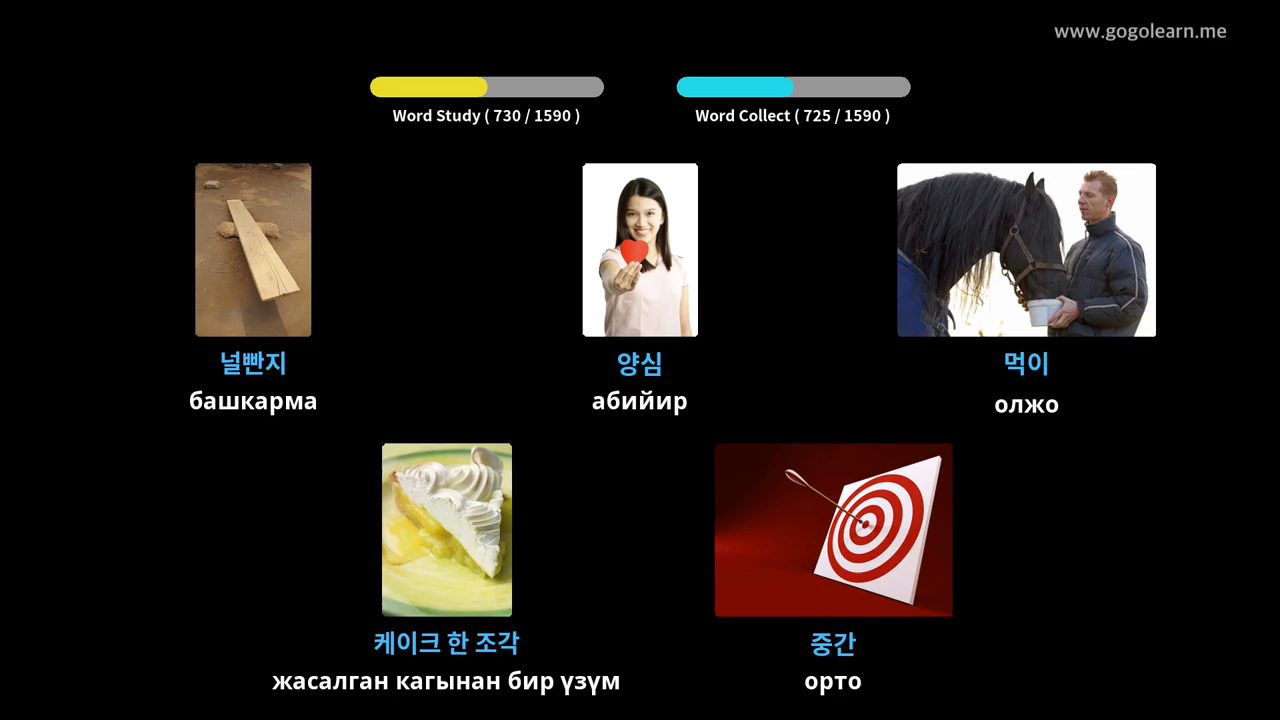 www.gogolearn.me
Word Study ( 730 / 1590 )
Word Collect ( 725 / 1590 )
널빤지
башкарма
양심
абийир
먹이
олжо
케이크 한 조각
жасалган кагынан бир үзүм
중간
орто